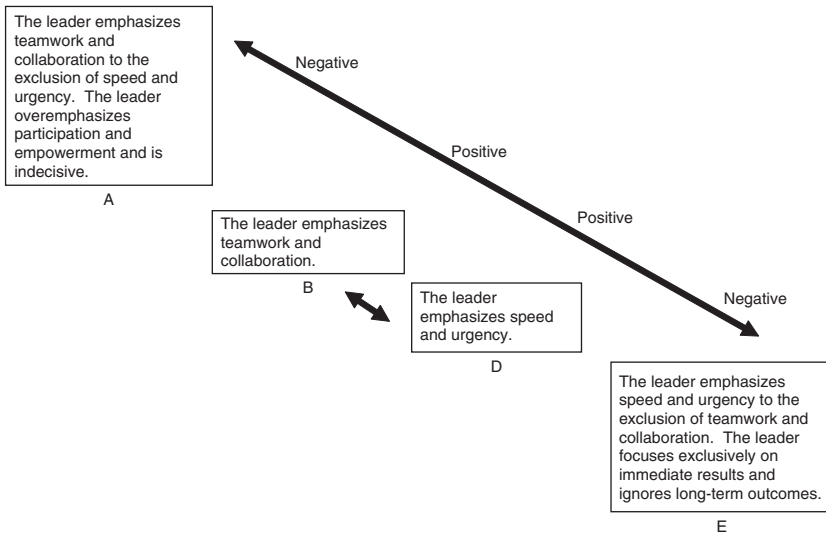 The leader emphasizes
teamwork and
collaboration to the
exclusion of speed and
urgency. The leader
overemphasizes
participation and
empowerment and is
indecisive.
A
Negative
Positive
Positive
Negative
The leader emphasizes
teamwork and
collaboration.
B
The leader
emphasizes speed
and urgency.
D
The leader emphasizes
speed and urgency to the
exclusion of teamwork and
collaboration. The leader
focuses exclusively on
immediate results and
ignores long-term outcomes.
E